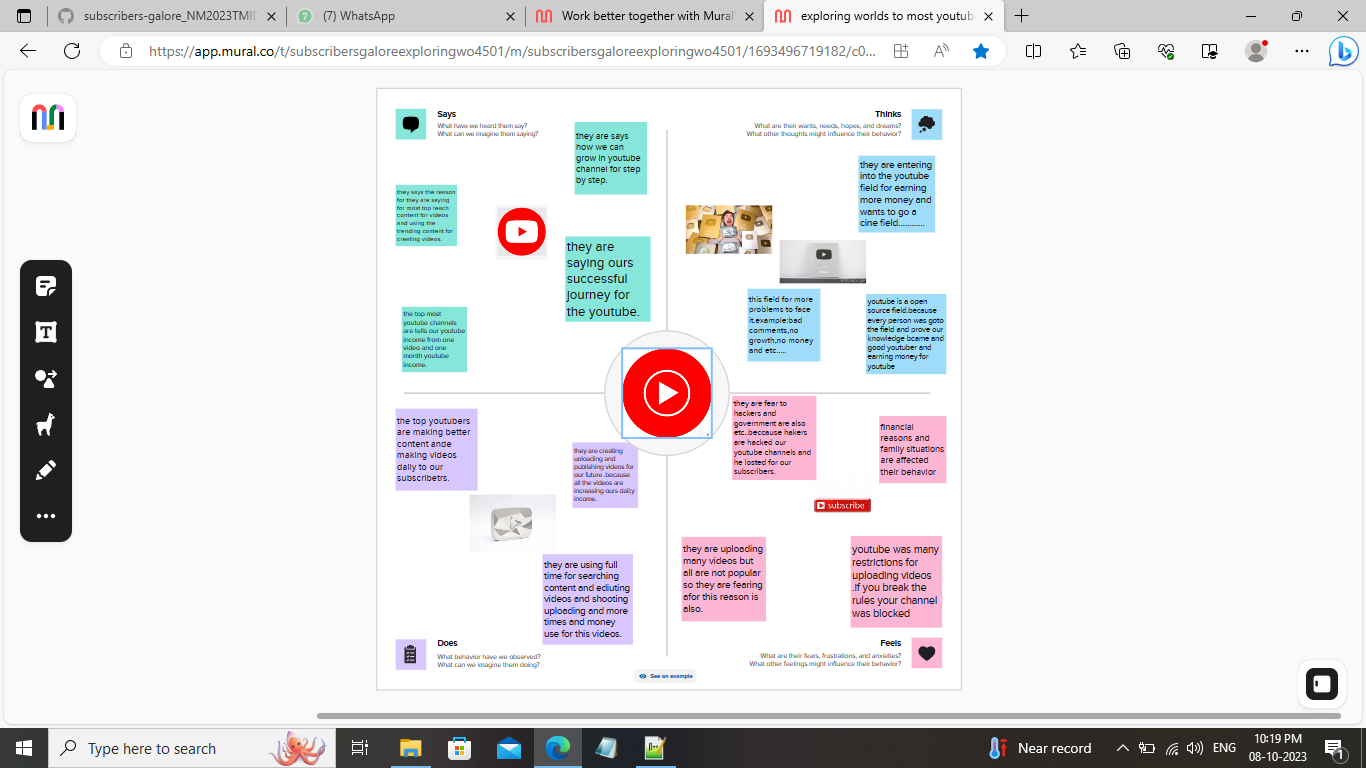 subscribers-galore_NM2023TMID
(7) WhatsApp
Work better together with Mural
exploring worlds to most youtube
https://app.mural.co/t/subscribersgaloreexploringwo4501/m/subscribersgaloreexploringwo4501/1693496719182/c0...
Says
What have we heard them say?
What can we imagine them saying?
they are says
how we can
grow in youtube
channel for step
by step.
they says the reason
for they are saying
for most top reech
content for videos
and using the
trending content for
creating videos.
they are
saying ours
successful
journey for
the youtube.
the top most
youtube channels
are tells our youtube
income from one
video and one
month youtube
income.
Thinks
What are their wants, needs, hopes, and dreams?
What other thoughts might influence their behavior?
they are entering
into the youtube
field for earning
more money and
wants to go a
cine field............
this field for more
problems to face
it.example:bad
comments,no
growth,no money
and etc.....
youtube is a open
source field.because
every person was goto
the field and prove our
knowledge bcame and
good youtuber and
earning money for
youtube
the top youtubers
are making better
content ande
making videos
daily to our
subscribetrs.
they are creating
uoloading and
publishing videos for
our future .because
all the videos are
increasing ours daily
income.
they are using full
time for searching
content and ediuting
videos and shooting
uploading and more
times and money
use for this videos.
Does
What behavior have we observed?
What can we imagine them doing?
they are fear to
hackers and
government are also
etc..beccause hakers
are hacked our
youtube channels and
he losted for our
subscribers.
financial
reasons and
family situations
are affected
their behavior
subscribe
they are uploading
many videos but
all are not popular
so they are fearing
afor this reason is
also.
youtube was many
restrictions for
uploading videos
.If you break the
rules your channel
was blocked
Feels
What are their fears, frustrations, and anxieties?
What other feelings might influence their behavior?
See an example
Type here to search
Near record
ENG
10:19 PM
08-10-2023
1